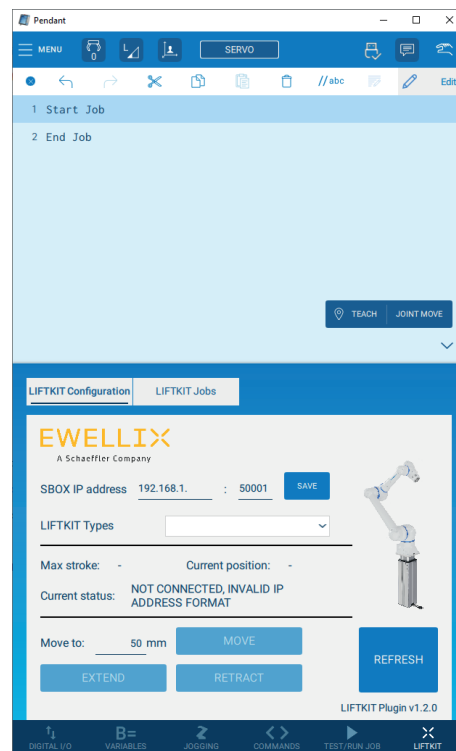 Pendant
MENU 0 SERVO
//abc Edit
1 Start Job
2 End Job
TEACH JOINT MOVE
LIFTKIT Configuration LIFTKIT Jobs
EWELLIX
A Schaeffler Company
SBOX IP address 192.168.1. : 50001 SAVE
LIFTKIT Types
Max stroke: - Current position: -
Current status: NOT CONNECTED, INVALID IP
ADDRESS FORMAT
Move to: 50 mm MOVE
EXTEND RETRACT REFRESH
LIFTKIT Plugin v1.2.0
DIGITAL I/O B= VARIABLES JOGGING COMMANDS TEST/RUN JOB LIFTKIT